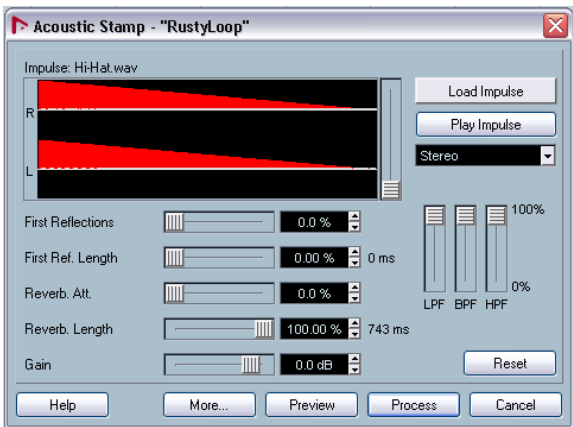 Acoustic Stamp - "RustyLoop"
Impulse: Hi-Hat.wav
R
L
Load Impulse
Play Impulse
Stereo
First Reflections 0.0 %
First Ref. Length 0.00 % 0 ms
Reverb. Att. 0.0 %
Reverb. Length 100.00 % 743 ms
Gain 0.0 dB
100%
0%
LPF BPF HPF
Reset
Help More... Preview Process Cancel